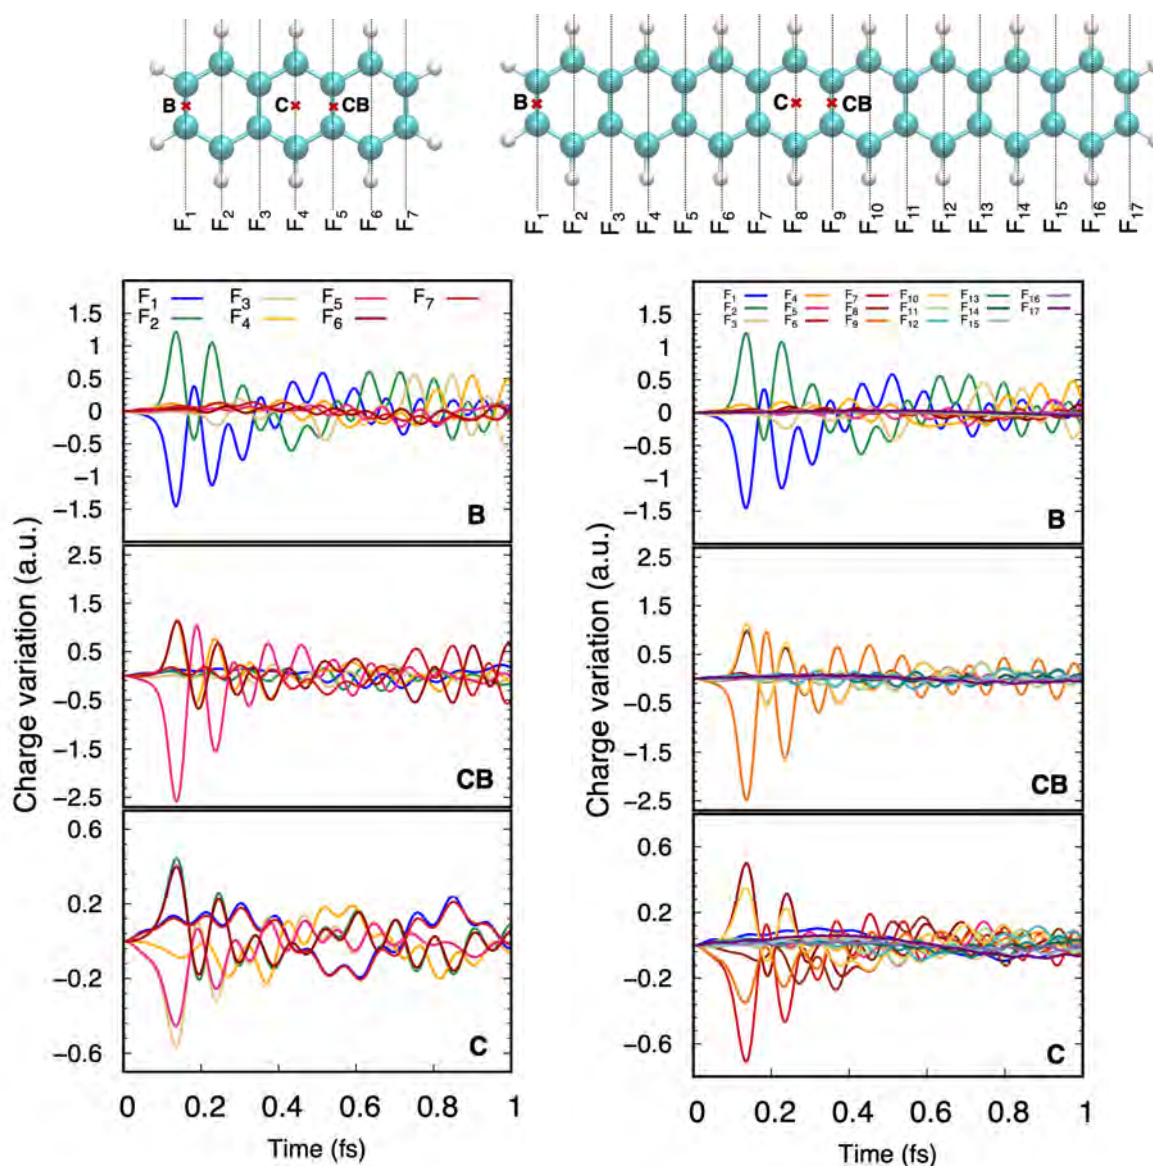 B C CB B C CB
F1 F2 F3 F4 F5 F6 F7 F1 F2 F3 F4 F5 F6 F7 F8 F9 F10 F11 F12 F13 F14 F15 F16 F17
F1 F3 F5 F7
F2 F4 F6
1.5
1
0.5
0
−0.5
−1
−1.5
B
2.5
1.5
0.5
−0.5
−1.5
−2.5
CB
0.6
0.2
−0.2
−0.6
C
0 0.2 0.4 0.6 0.8 1
Time (fs)
Charge variation (a.u.)
F1 F4 F7 F10 F13 F16
F2 F5 F8 F11 F14 F17
F3 F6 F9 F12 F15
1.5
1
0.5
0
−0.5
−1
−1.5
B
2.5
1.5
0.5
−0.5
−1.5
−2.5
CB
0.6
0.2
−0.2
−0.6
C
0 0.2 0.4 0.6 0.8 1
Time (fs)
Charge variation (a.u.)